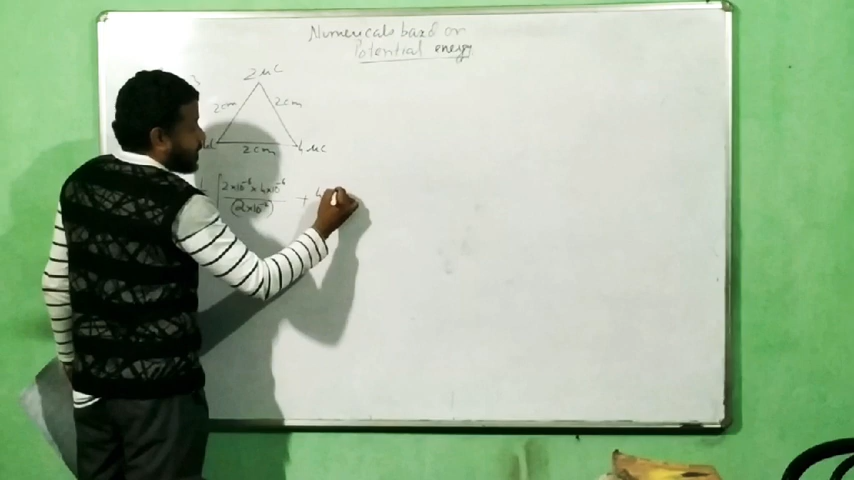 Numericals based on
Potential energy
2 μC
2cm 2cm
2cm 4 μC
[2×10⁻⁶×4×10⁻⁶ + 4
(2×10⁻²)